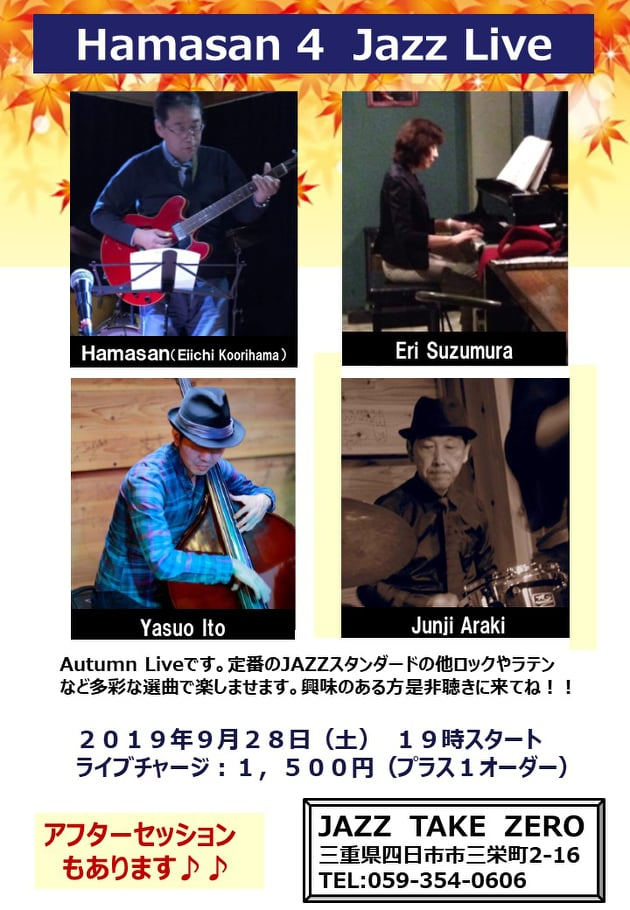 Hamasan 4 Jazz Live
Hamasan（Eiichi Koorihama）
Eri Suzumura
Yasuo Ito
Junji Araki
Autumn Liveです。定番のJAZZスタンダードの他ロックやラテン
など多彩な選曲で楽しませます。興味のある方是非聴きに来てね！！
２０１９年９月２８日（土）　１９時スタート
ライブチャージ：１，５００円（プラス１オーダー）
アフターセッション
もあります♪♪
JAZZ TAKE ZERO
三重県四日市市三栄町2-16
TEL:059-354-0606